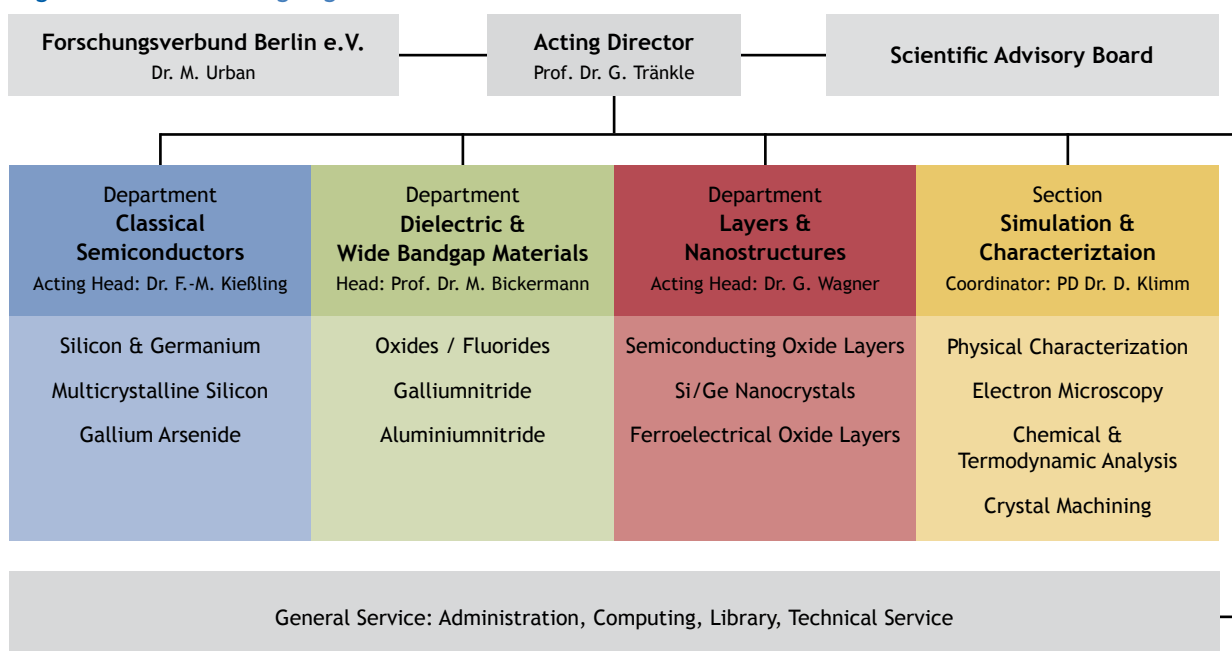 Forschungsverbund Berlin e.V.
Dr. M. Urban
Acting Director
Prof. Dr. G. Tränkle
Scientific Advisory Board
Department
Classical
Semiconductors
Acting Head: Dr. F.-M. Kießling
Silicon & Germanium
Multicrystalline Silicon
Gallium Arsenide
Department
Dielectric &
Wide Bandgap Materials
Head: Prof. Dr. M. Bickermann
Oxides / Fluorides
Galliumnitride
Aluminiumnitride
Department
Layers &
Nanostructures
Acting Head: Dr. G. Wagner
Semiconducting Oxide Layers
Si/Ge Nanocrystals
Ferroelectrical Oxide Layers
Section
Simulation &
Characteriztaion
Coordinator: PD Dr. D. Klimm
Physical Characterization
Electron Microscopy
Chemical &
Termodynamic Analysis
Crystal Machining
General Service: Administration, Computing, Library, Technical Service